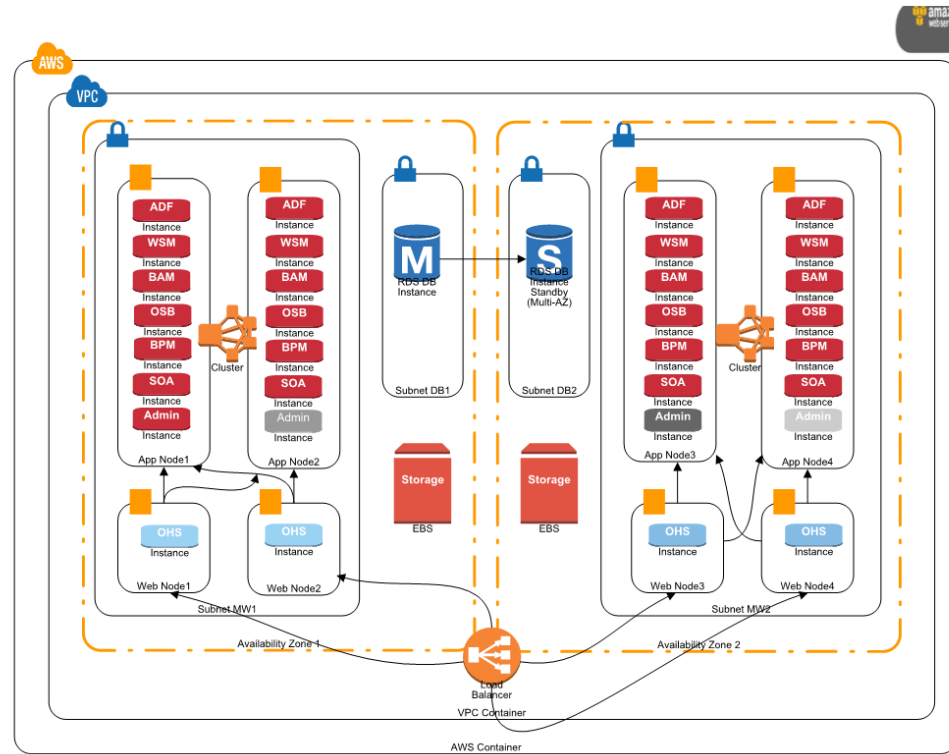 amaz
webserv
AWS
VPC
ADF
Instance
WSM
Instance
BAM
Instance
OSB
Instance
BPM
Instance
SOA
Instance
Admin
Instance
App Node1
ADF
Instance
WSM
Instance
BAM
Instance
OSB
Instance
BPM
Instance
SOA
Instance
Admin
Instance
App Node2
Cluster
OHS
Instance
Web Node1
OHS
Instance
Web Node2
Subnet MW1
Availability Zone 1
M
RDS DB
Instance
Subnet DB1
S
RDS DB
Instance
Standby
(Multi-AZ)
Subnet DB2
Storage
EBS
Storage
EBS
ADF
Instance
WSM
Instance
BAM
Instance
OSB
Instance
BPM
Instance
SOA
Instance
Admin
Instance
App Node3
ADF
Instance
WSM
Instance
BAM
Instance
OSB
Instance
BPM
Instance
SOA
Instance
Admin
Instance
App Node4
Cluster
OHS
Instance
Web Node3
OHS
Instance
Web Node4
Subnet MW2
Availability Zone 2
Load
Balancer
VPC Container
AWS Container